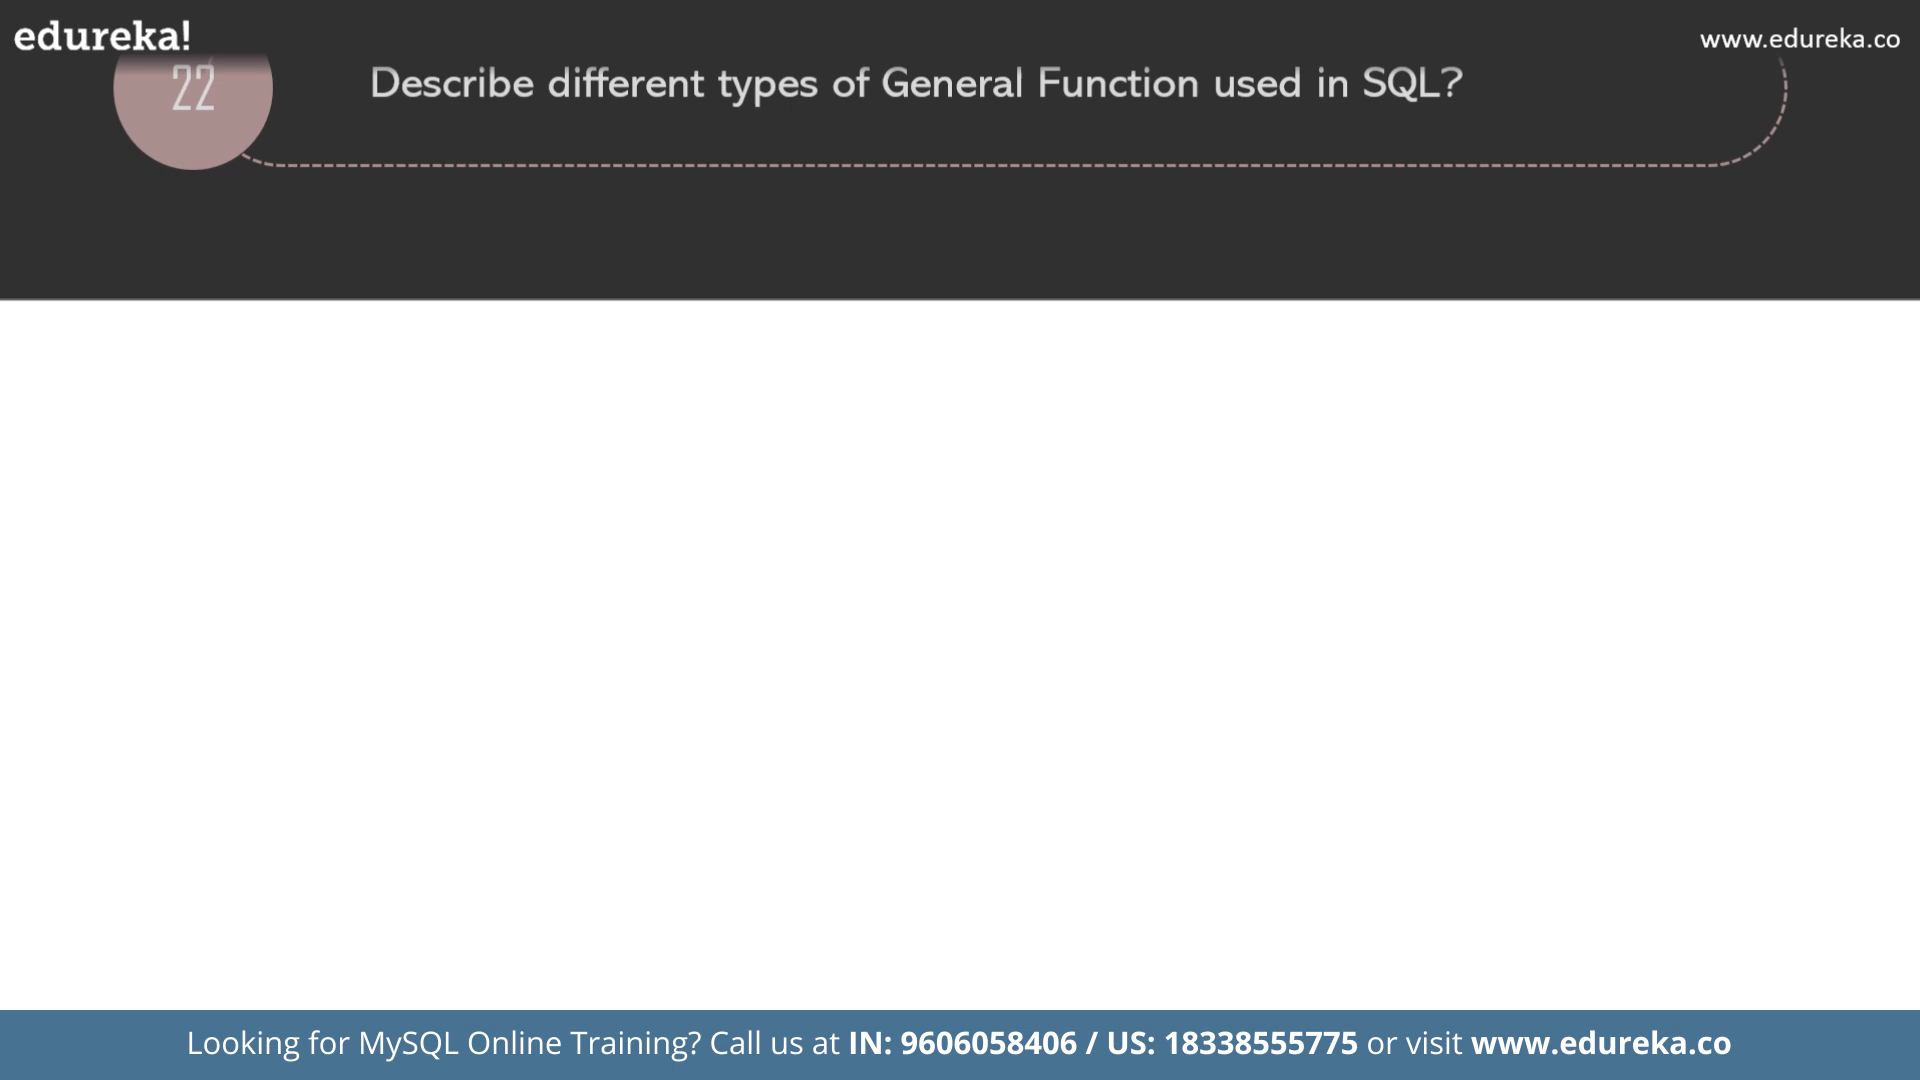 edureka!
www.edureka.co
22
Describe different types of General Function used in SQL?
Looking for MySQL Online Training? Call us at IN: 9606058406 / US: 18338555775 or visit www.edureka.co